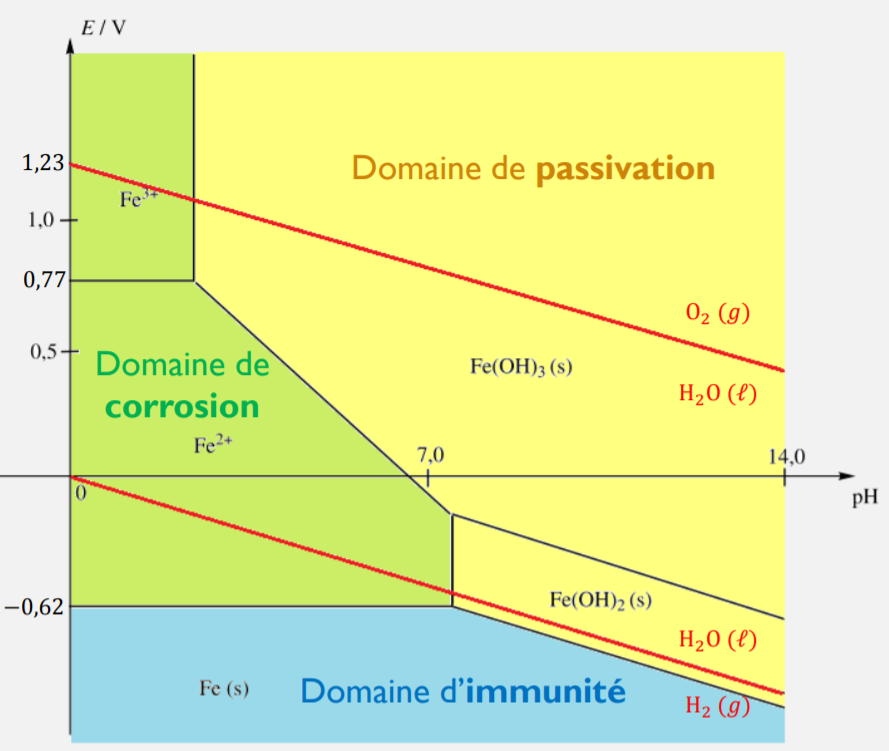 E / V
1,23
Domaine de passivation
Fe³⁺
1,0
0,77
O₂ (g)
0,5
Domaine de
corrosion
Fe(OH)₃ (s)
H₂O (ℓ)
Fe²⁺
7,0
14,0
0
pH
−0,62
Fe(OH)₂ (s)
H₂O (ℓ)
Fe (s)
Domaine d'immunité
H₂ (g)